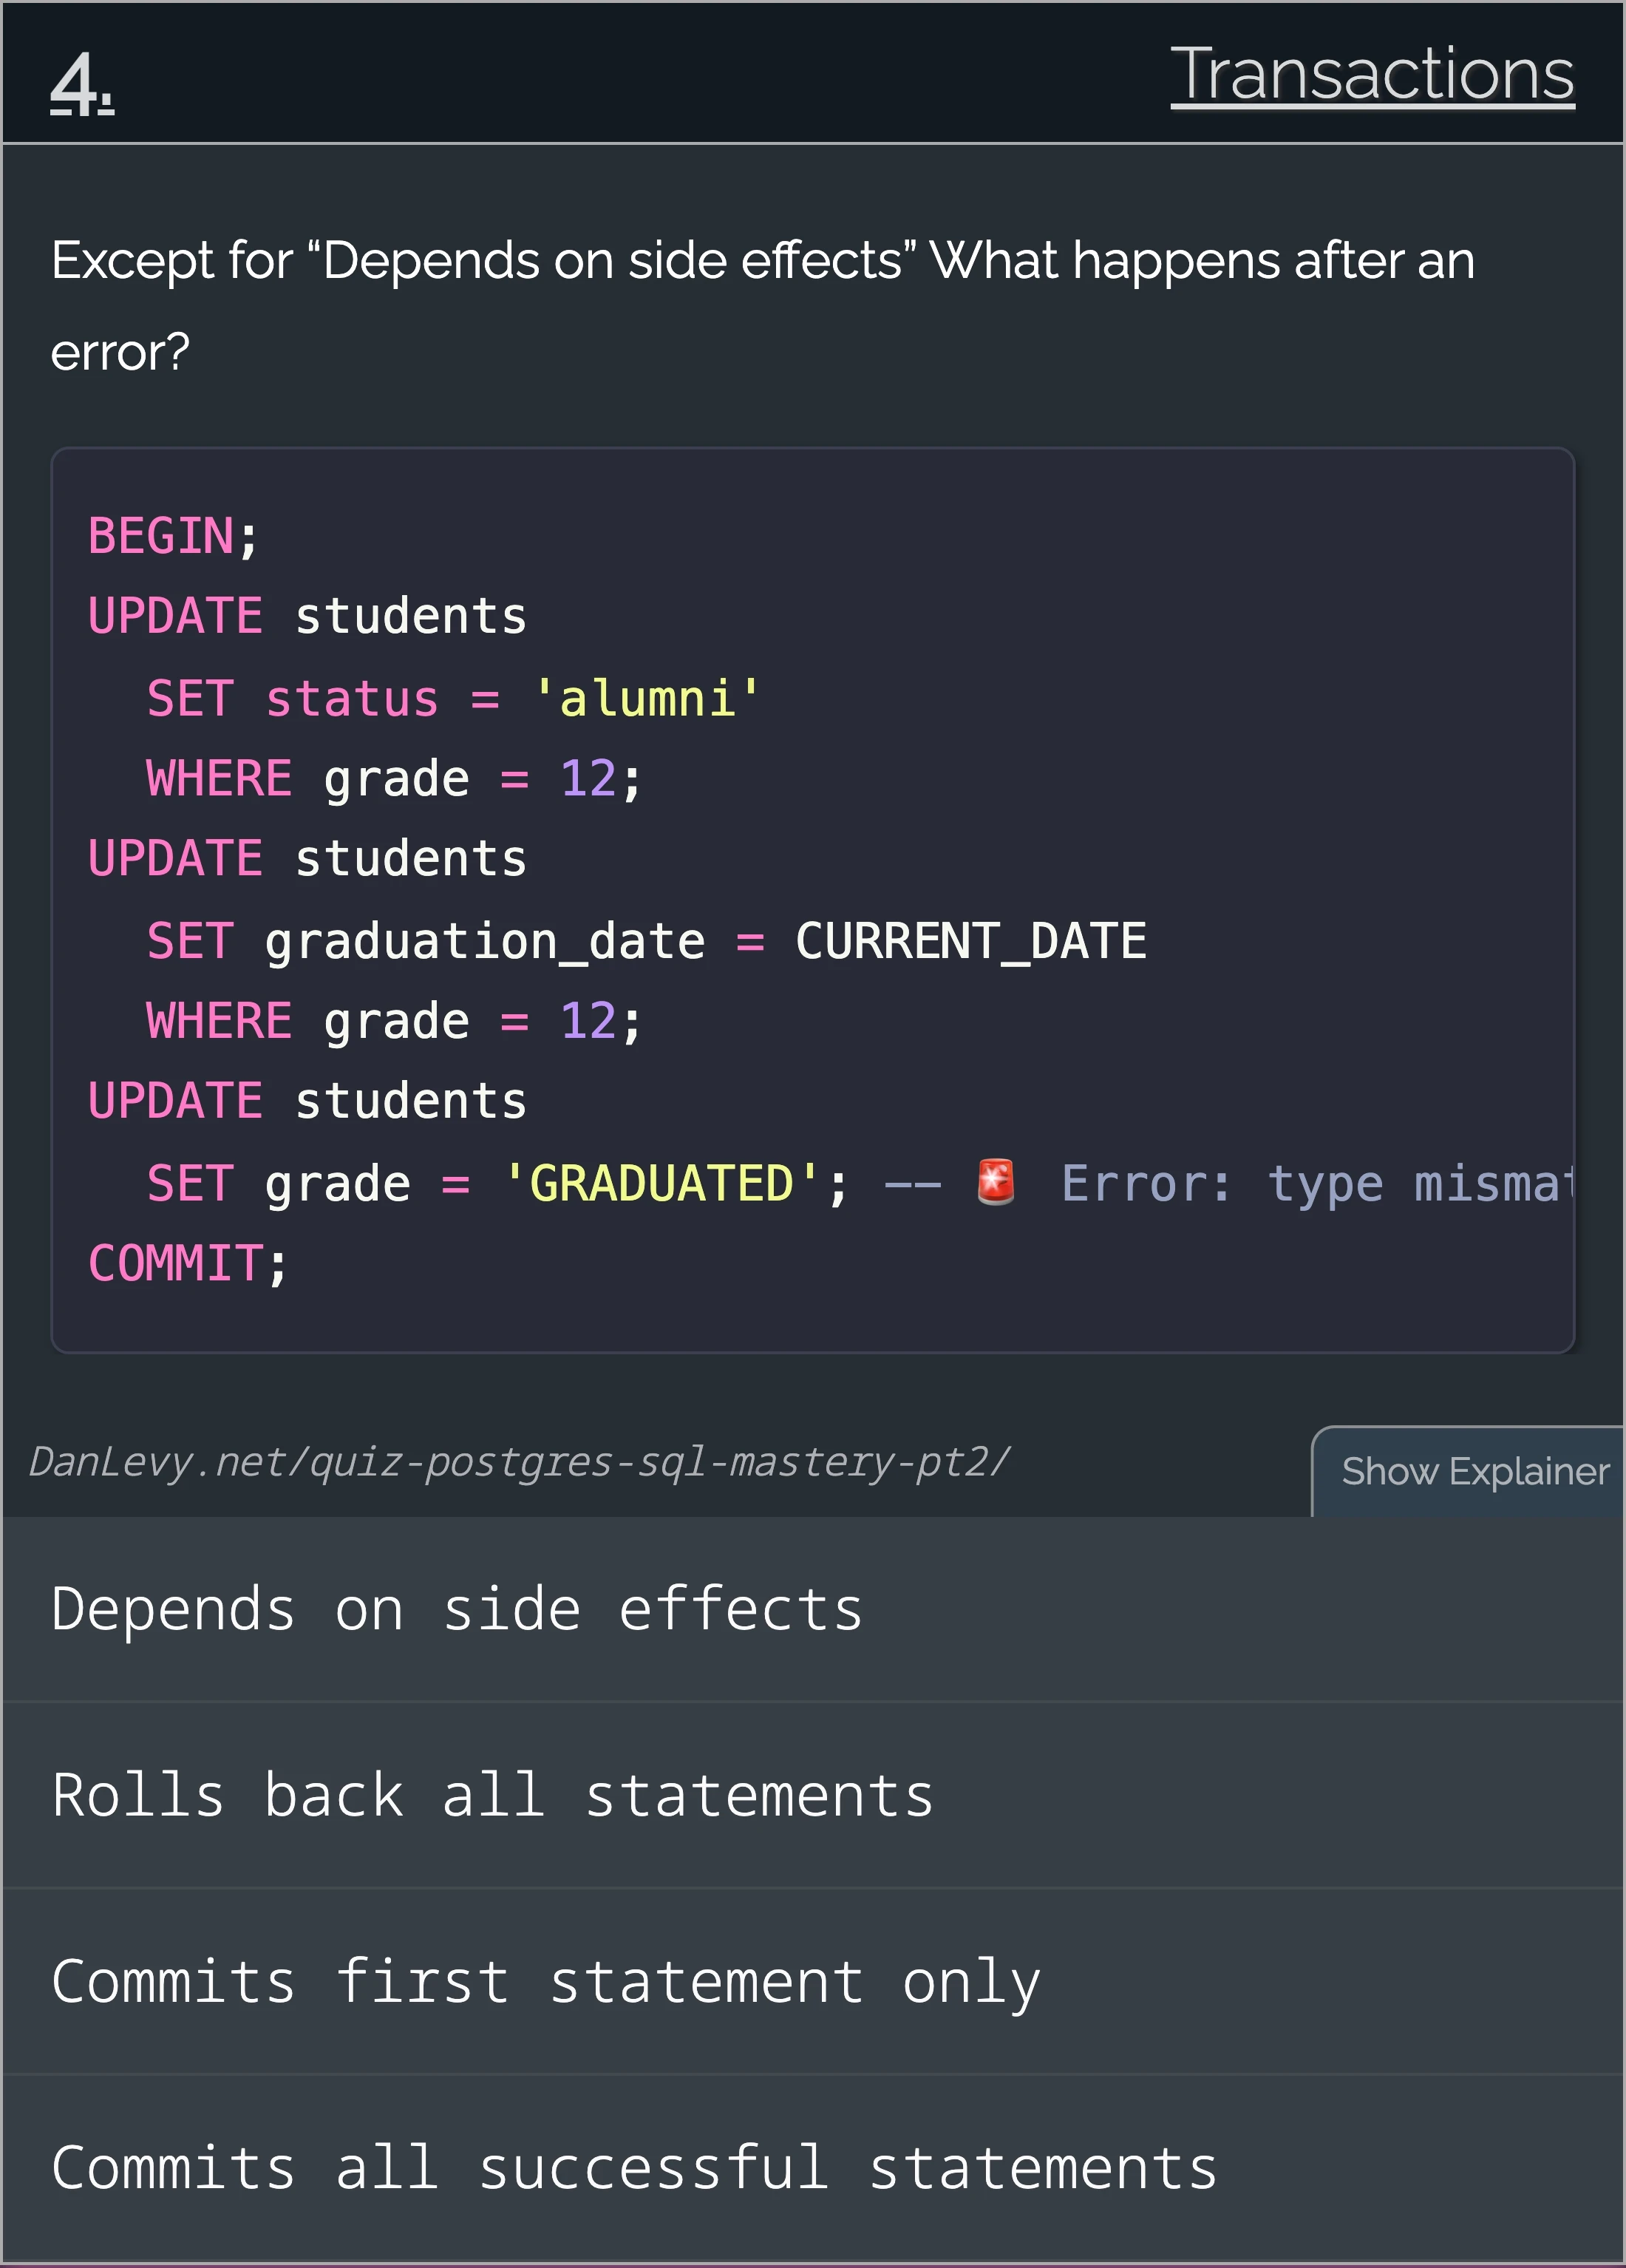 4.
Transactions
Except for “Depends on side effects” What happens after an
error?
BEGIN;
UPDATE students
  SET status = 'alumni'
  WHERE grade = 12;
UPDATE students
  SET graduation_date = CURRENT_DATE
  WHERE grade = 12;
UPDATE students
  SET grade = 'GRADUATED'; -- 🚨 Error: type mismat
COMMIT;
DanLevy.net/quiz-postgres-sql-mastery-pt2/
Show Explainer
Depends on side effects
Rolls back all statements
Commits first statement only
Commits all successful statements